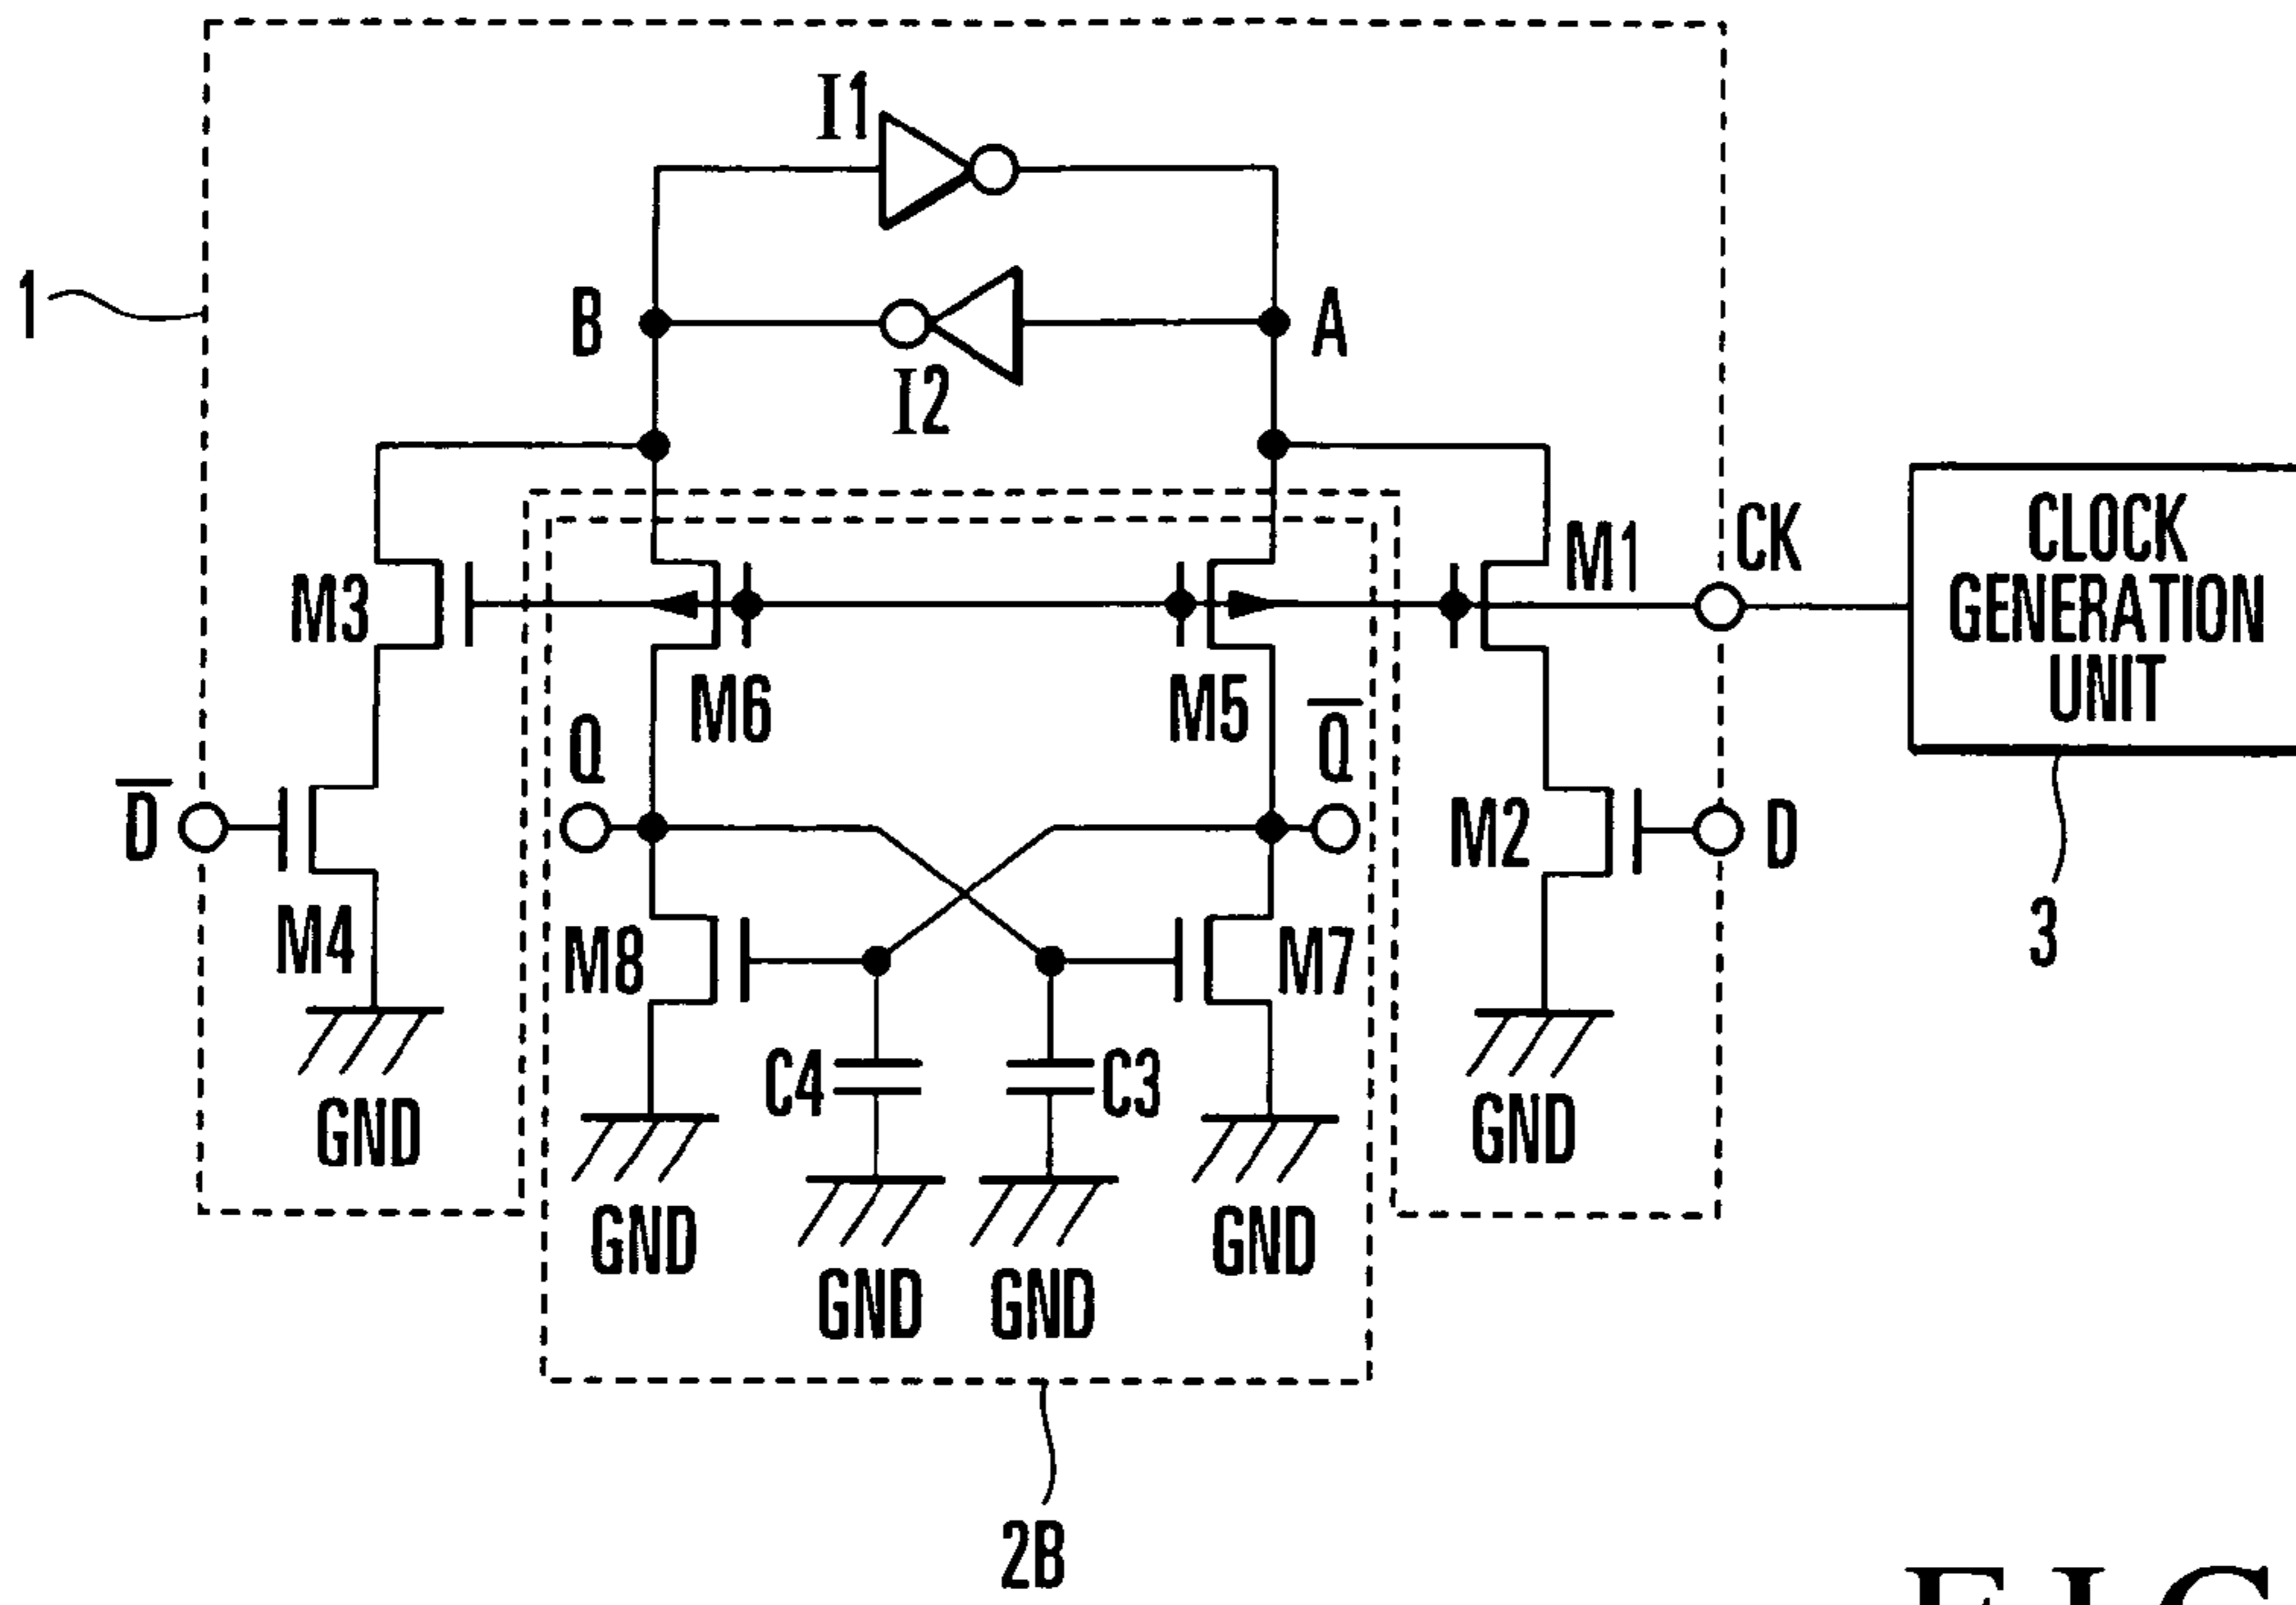 I1
1
B
A
I2
CK
CLOCK
GENERATION
UNIT
M3
M1
M6
M5
Q
Q̅
D̅
M2
D
M4
M8
M7
3
C4
C3
GND
GND
GND
GND
GND
GND
2B
FIG